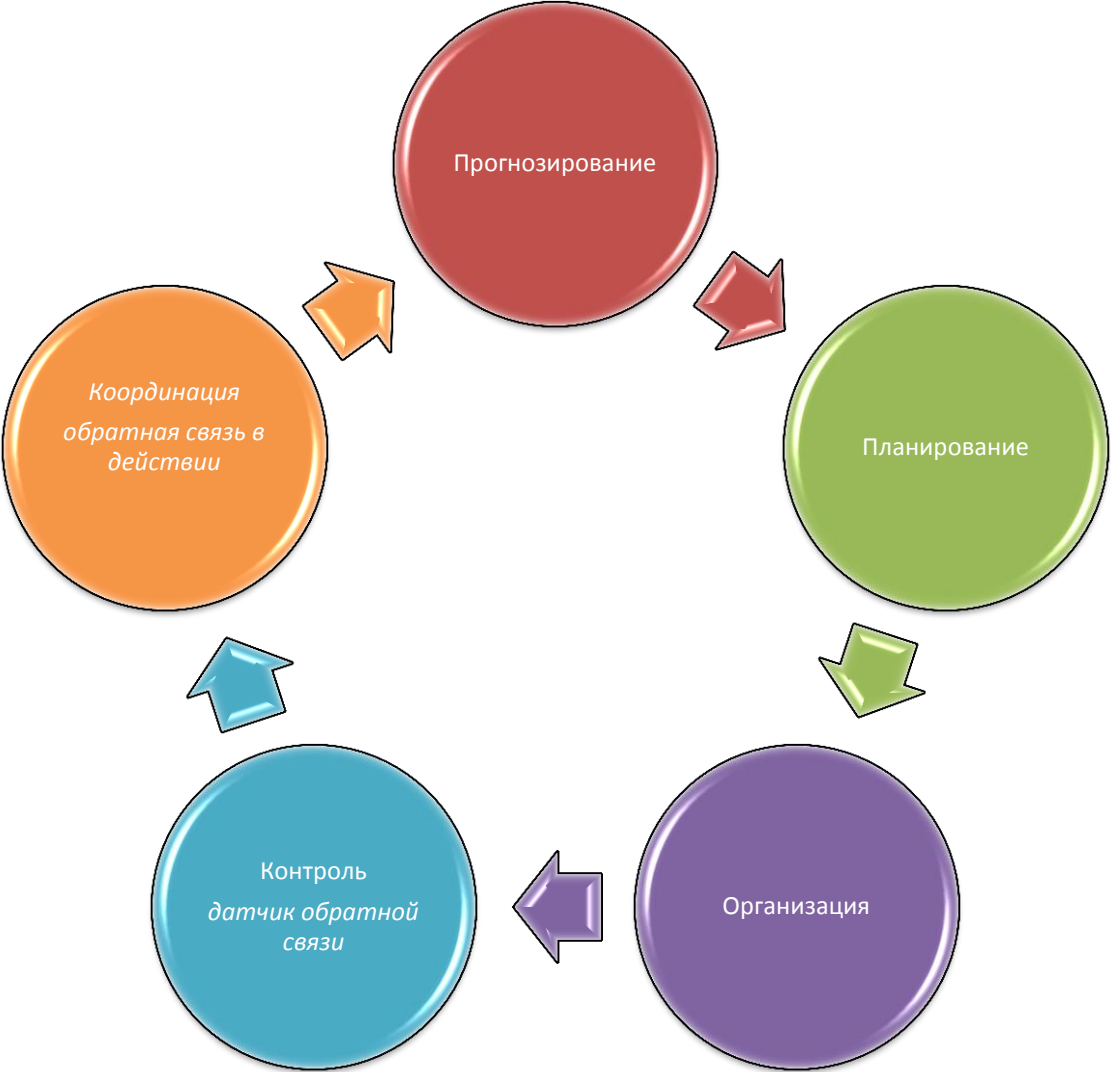 Прогнозирование
Планирование
Организация
Контроль
датчик обратной
связи
Координация
обратная связь в
действии